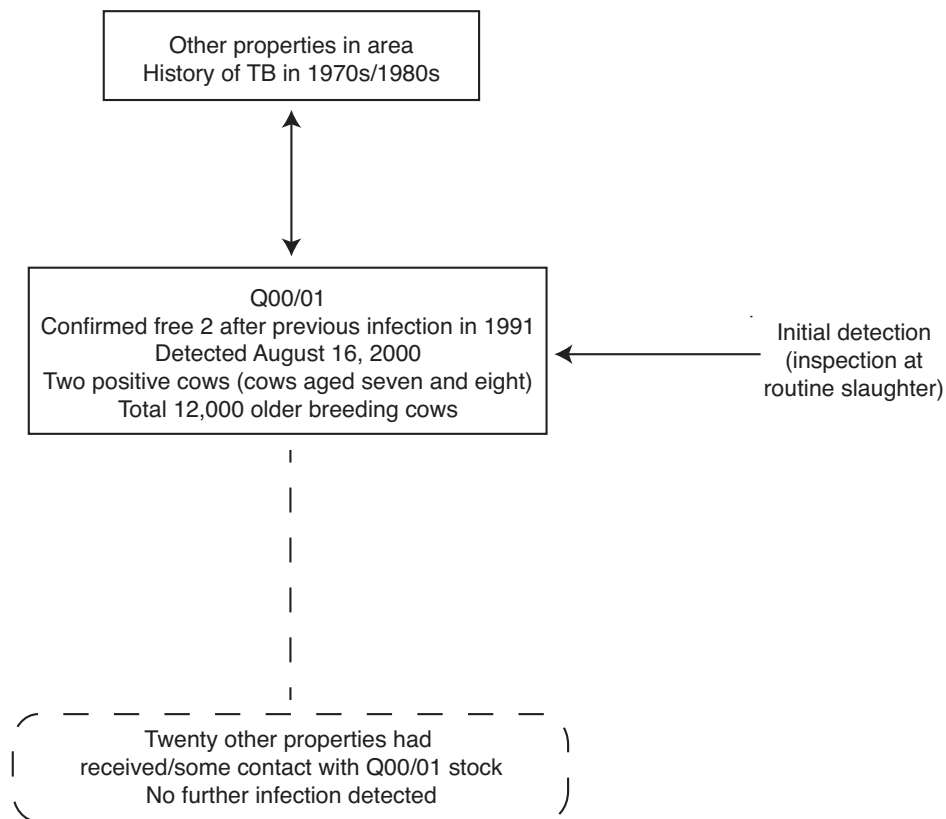 Other properties in area
History of TB in 1970s/1980s
Q00/01
Confirmed free 2 after previous infection in 1991
Detected August 16, 2000
Two positive cows (cows aged seven and eight)
Total 12,000 older breeding cows
Initial detection
(inspection at
routine slaughter)
Twenty other properties had
received/some contact with Q00/01 stock
No further infection detected